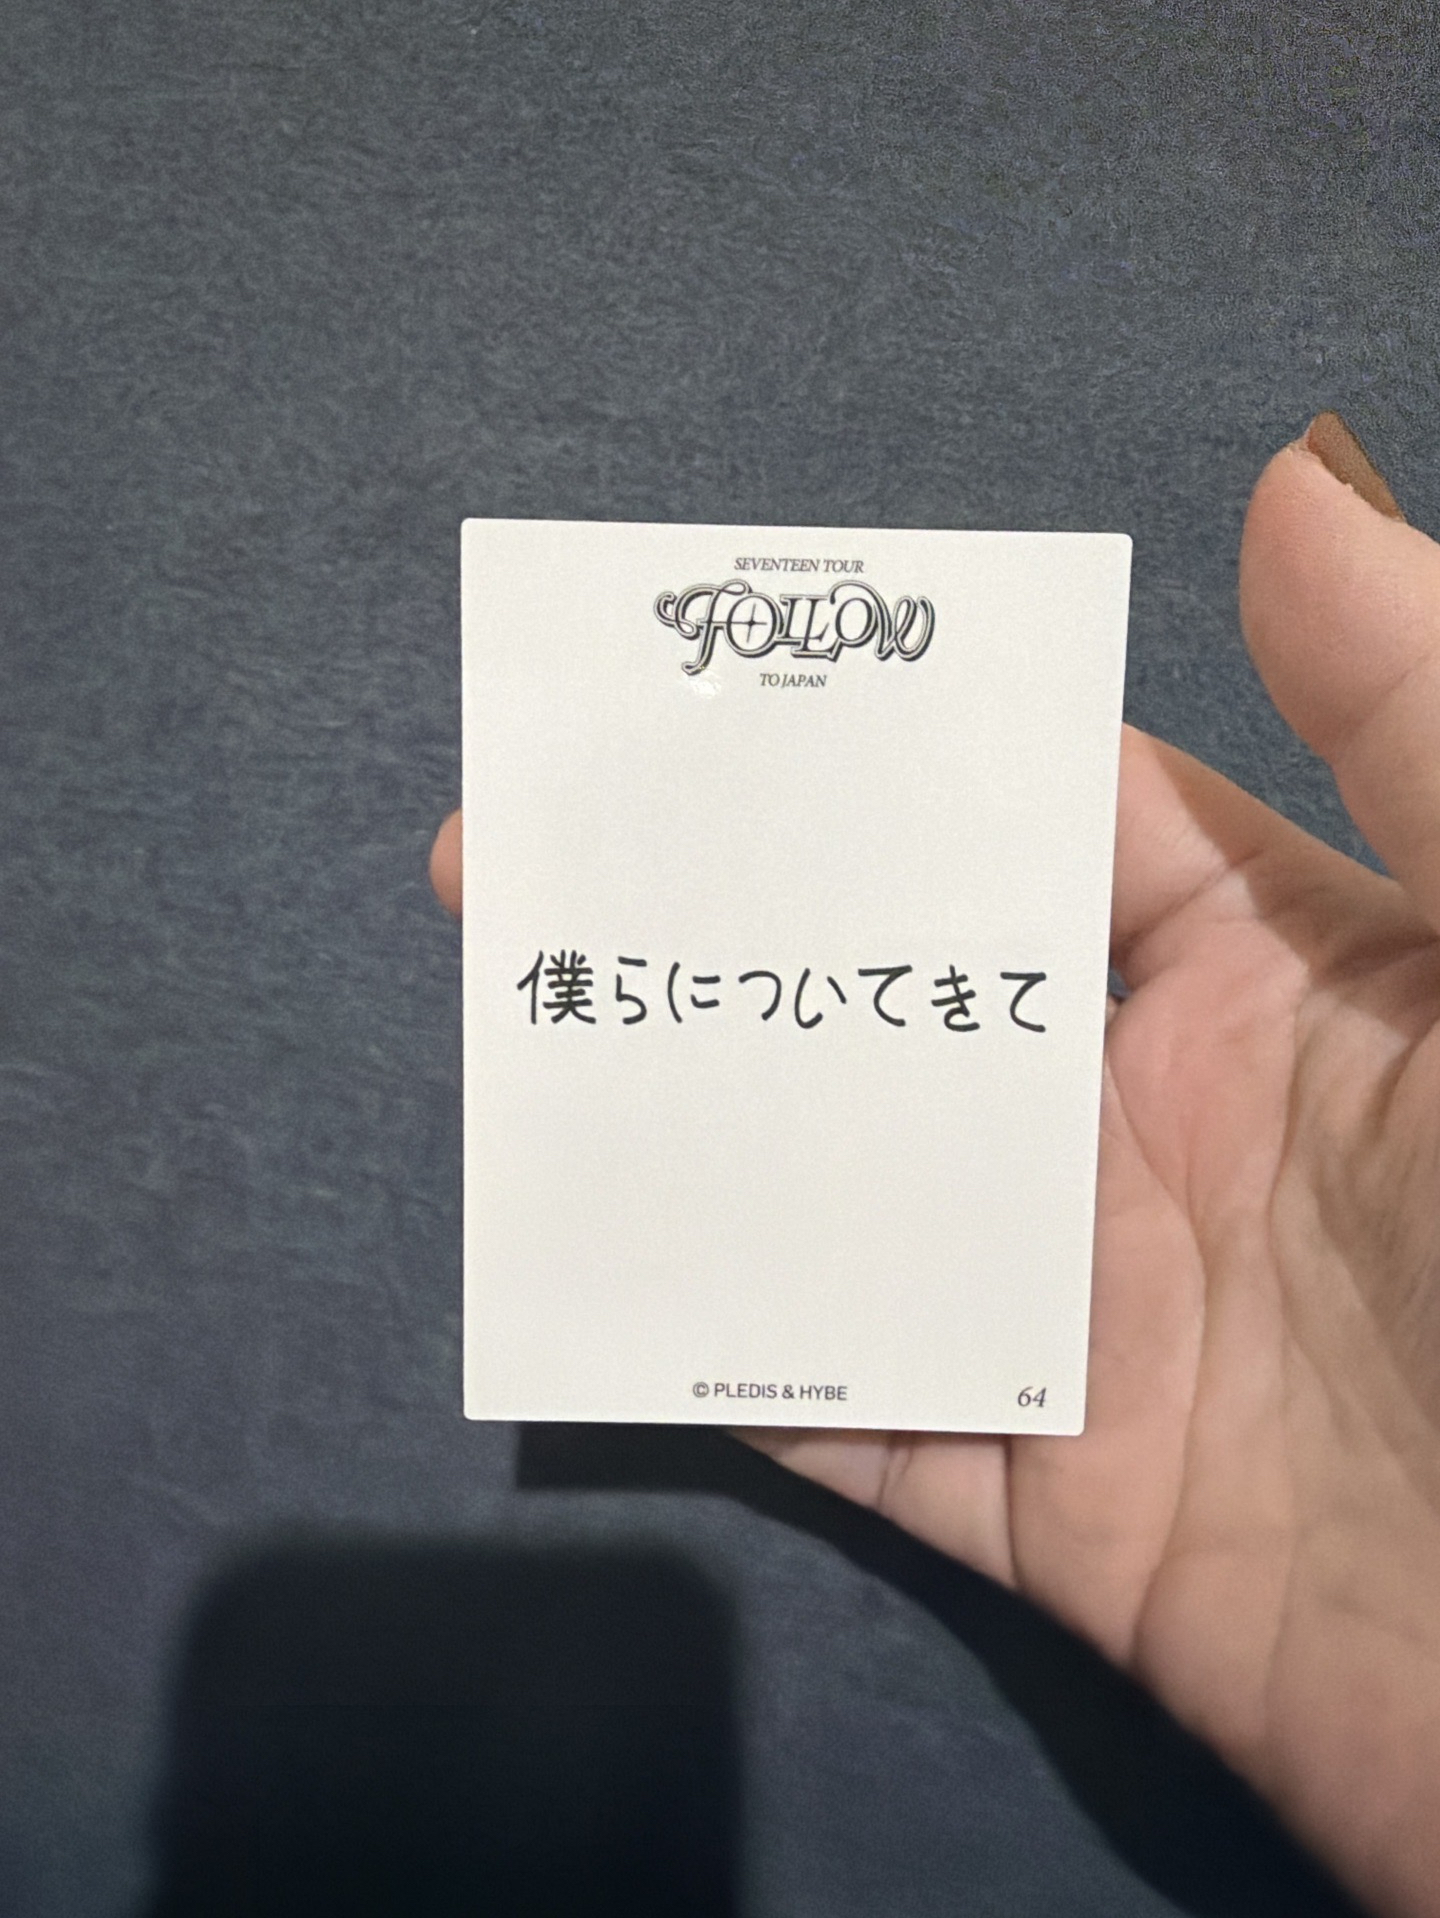 SEVENTEEN TOUR
FOLLOW
TO JAPAN
僕らについてきて
© PLEDIS & HYBE
64